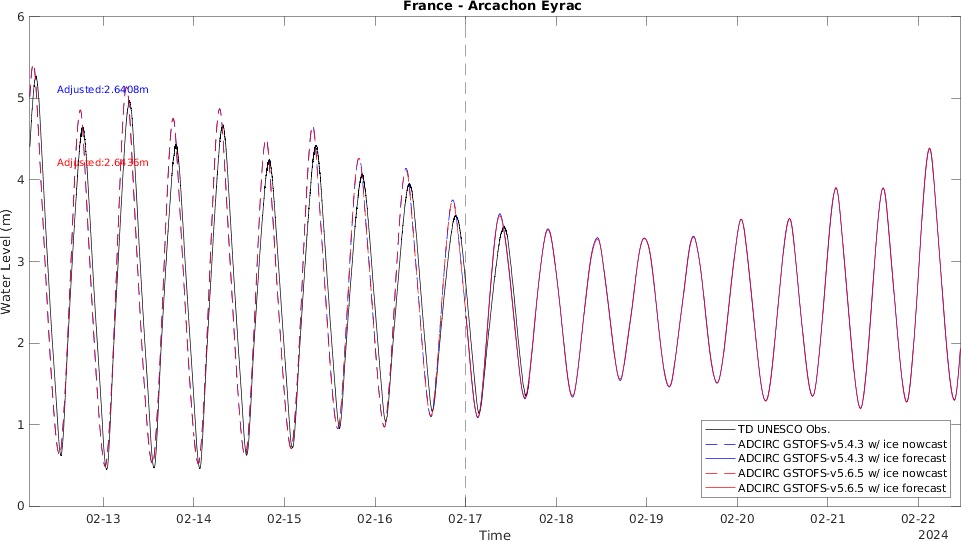 France - Arcachon Eyrac
6
5
4
3
2
1
0
Water Level (m)
Adjusted:2.6408m
Adjusted:2.6436m
TD UNESCO Obs.
ADCIRC GSTOFS-v5.4.3 w/ ice nowcast
ADCIRC GSTOFS-v5.4.3 w/ ice forecast
ADCIRC GSTOFS-v5.6.5 w/ ice nowcast
ADCIRC GSTOFS-v5.6.5 w/ ice forecast
02-13 02-14 02-15 02-16 02-17 02-18 02-19 02-20 02-21 02-22
Time
2024